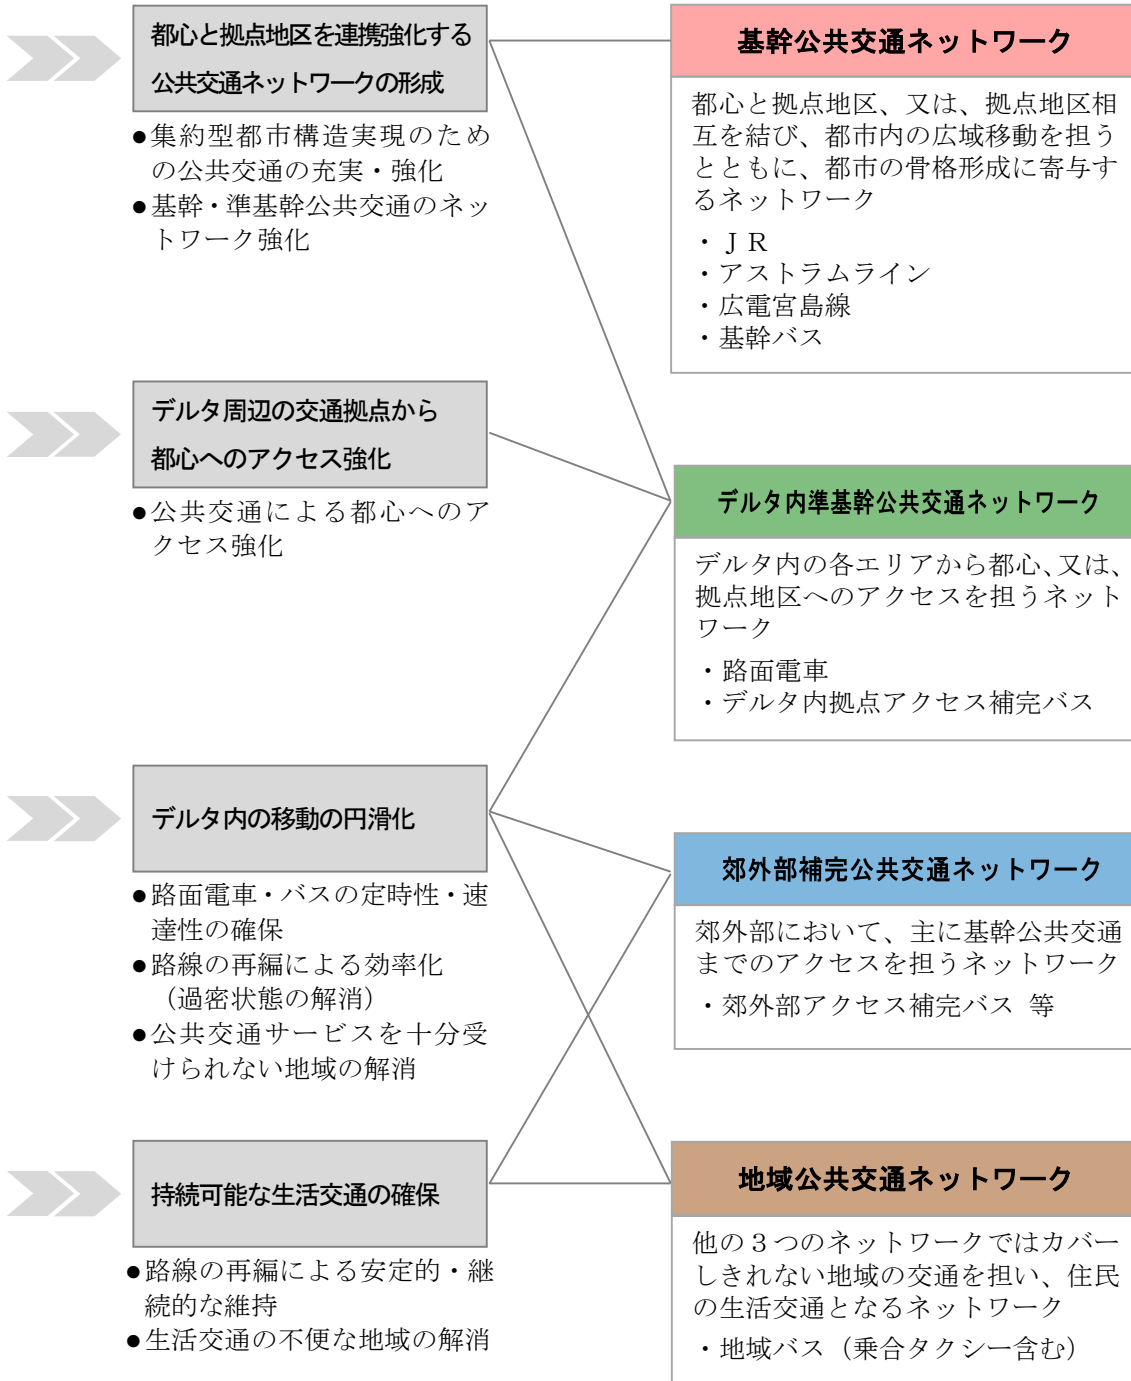 都心と拠点地区を連携強化する
公共交通ネットワークの形成
●集約型都市構造実現のため
の公共交通の充実・強化
●基幹・準基幹公共交通のネッ
トワーク強化
基幹公共交通ネットワーク
都心と拠点地区、又は、拠点地区相
互を結び、都市内の広域移動を担う
とともに、都市の骨格形成に寄与す
るネットワーク
・ＪＲ
・アストラムライン
・広電宮島線
・基幹バス
デルタ周辺の交通拠点から
都心へのアクセス強化
●公共交通による都心へのア
クセス強化
デルタ内準基幹公共交通ネットワーク
デルタ内の各エリアから都心、又は、
拠点地区へのアクセスを担うネット
ワーク
・路面電車
・デルタ内拠点アクセス補完バス
デルタ内の移動の円滑化
●路面電車・バスの定時性・速
達性の確保
●路線の再編による効率化
（過密状態の解消）
●公共交通サービスを十分受
けられない地域の解消
郊外部補完公共交通ネットワーク
郊外部において、主に基幹公共交通
までのアクセスを担うネットワーク
・郊外部アクセス補完バス 等
持続可能な生活交通の確保
●路線の再編による安定的・継
続的な維持
●生活交通の不便な地域の解消
地域公共交通ネットワーク
他の３つのネットワークではカバー
しきれない地域の交通を担い、住民
の生活交通となるネットワーク
・地域バス（乗合タクシー含む）